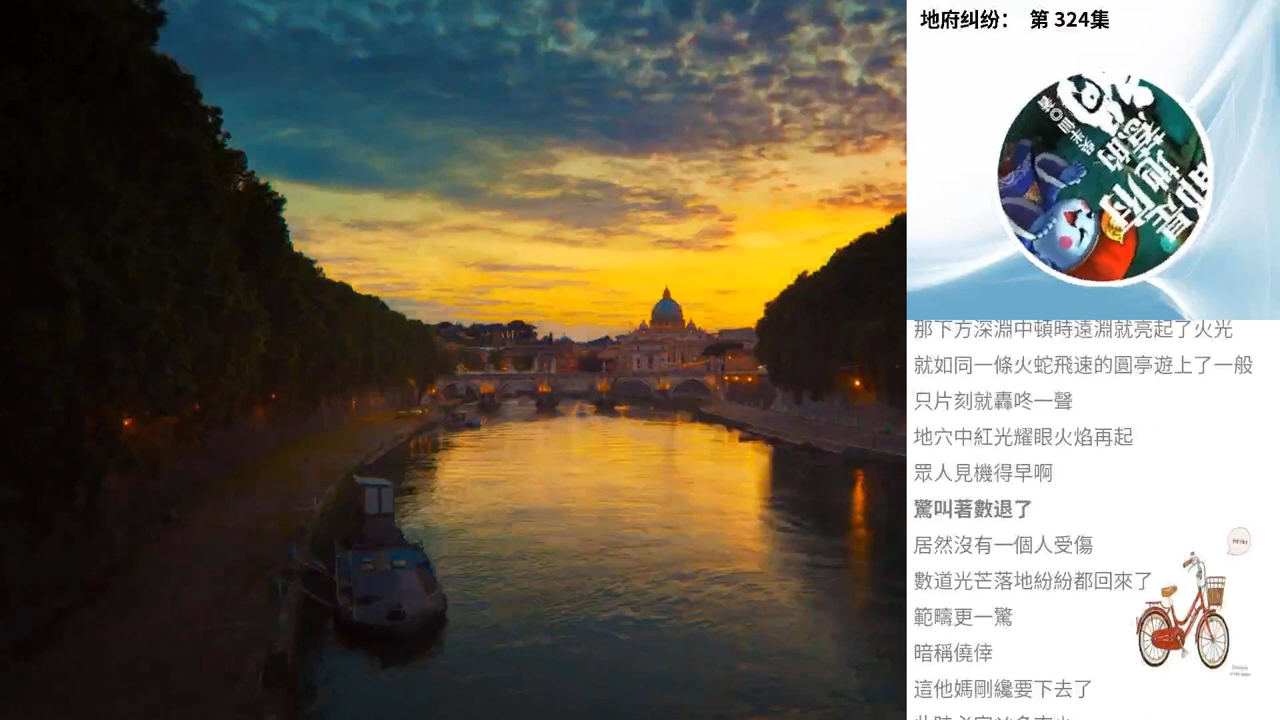 地府纠纷： 第 324集
那下方深淵中頓時遠淵就亮起了火光
就如同一條火蛇飛速的圓亭遊上了一般
只片刻就轟咚一聲
地穴中紅光耀眼火焰再起
眾人見機得早啊
驚叫著數退了
居然沒有一個人受傷
數道光芒落地紛紛都回來了
範疇更一驚
暗稱僥倖
這他媽剛纔要下去了